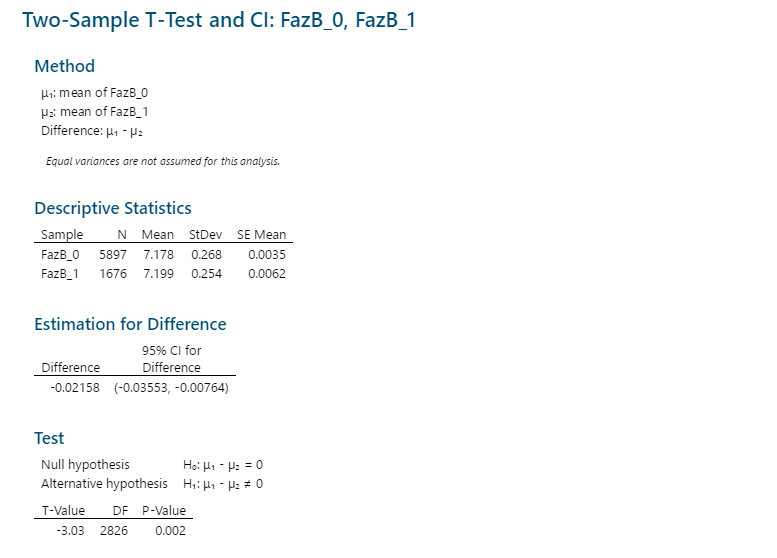 Two-Sample T-Test and CI: FazB_0, FazB_1
Method
μ₁: mean of FazB_0
μ₂: mean of FazB_1
Difference: μ₁ - μ₂
Equal variances are not assumed for this analysis.
Descriptive Statistics
Sample N Mean StDev SE Mean
FazB_0 5897 7.178 0.268 0.0035
FazB_1 1676 7.199 0.254 0.0062
Estimation for Difference
95% CI for
Difference Difference
-0.02158 (-0.03553, -0.00764)
Test
Null hypothesis H₀: μ₁ - μ₂ = 0
Alternative hypothesis H₁: μ₁ - μ₂ ≠ 0
T-Value DF P-Value
-3.03 2826 0.002